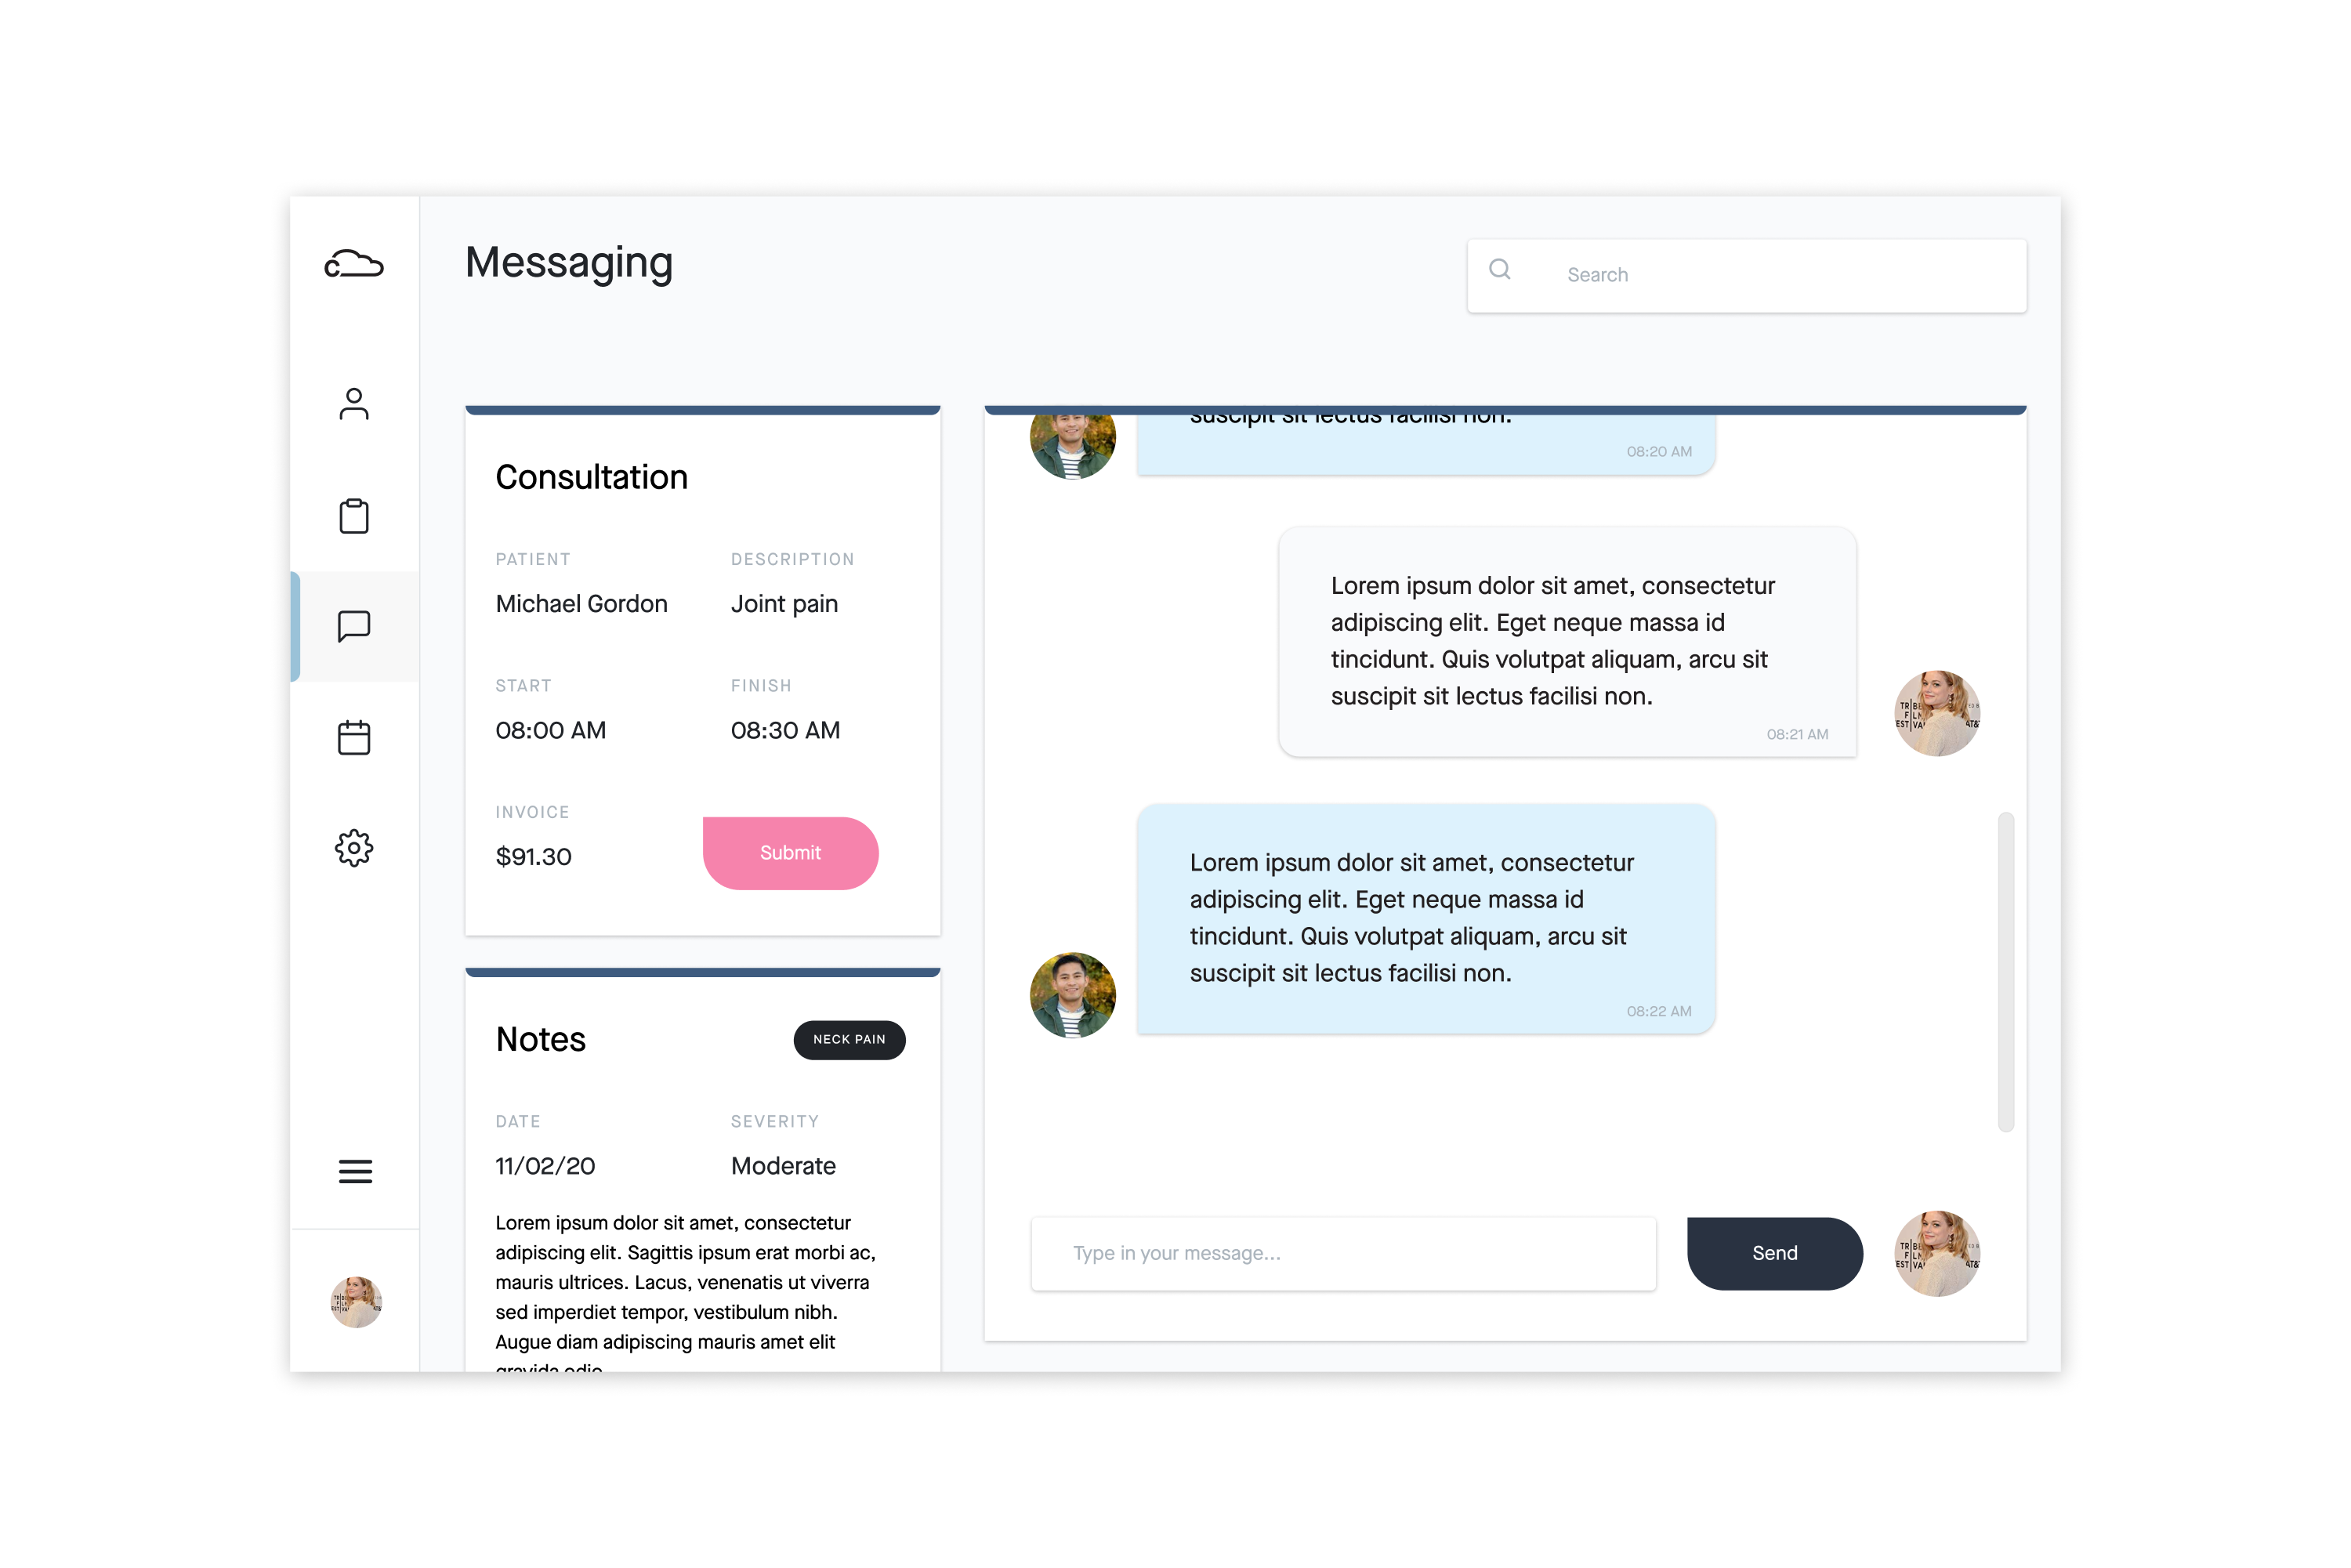 Messaging
Search
Consultation
PATIENT
Michael Gordon
DESCRIPTION
Joint pain
START
08:00 AM
FINISH
08:30 AM
INVOICE
$91.30
Submit
Notes
NECK PAIN
DATE
11/02/20
SEVERITY
Moderate
Lorem ipsum dolor sit amet, consectetur
adipiscing elit. Sagittis ipsum erat morbi ac,
mauris ultrices. Lacus, venenatis ut viverra
sed imperdiet tempor, vestibulum nibh.
Augue diam adipiscing mauris amet elit
gravida odio
suscipit sit lectus facilisi non.
08:20 AM
Lorem ipsum dolor sit amet, consectetur
adipiscing elit. Eget neque massa id
tincidunt. Quis volutpat aliquam, arcu sit
suscipit sit lectus facilisi non.
08:21 AM
Lorem ipsum dolor sit amet, consectetur
adipiscing elit. Eget neque massa id
tincidunt. Quis volutpat aliquam, arcu sit
suscipit sit lectus facilisi non.
08:22 AM
Type in your message...
Send